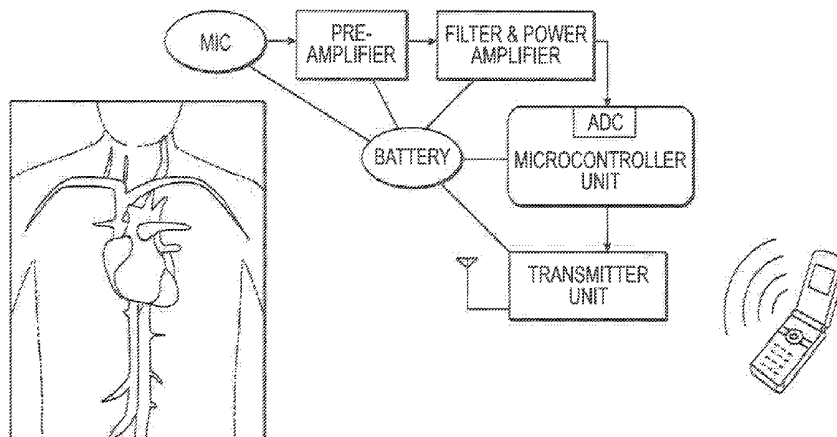 MIC
PRE-
AMPLIFIER
FILTER & POWER
AMPLIFIER
ADC
MICROCONTROLLER
UNIT
BATTERY
TRANSMITTER
UNIT